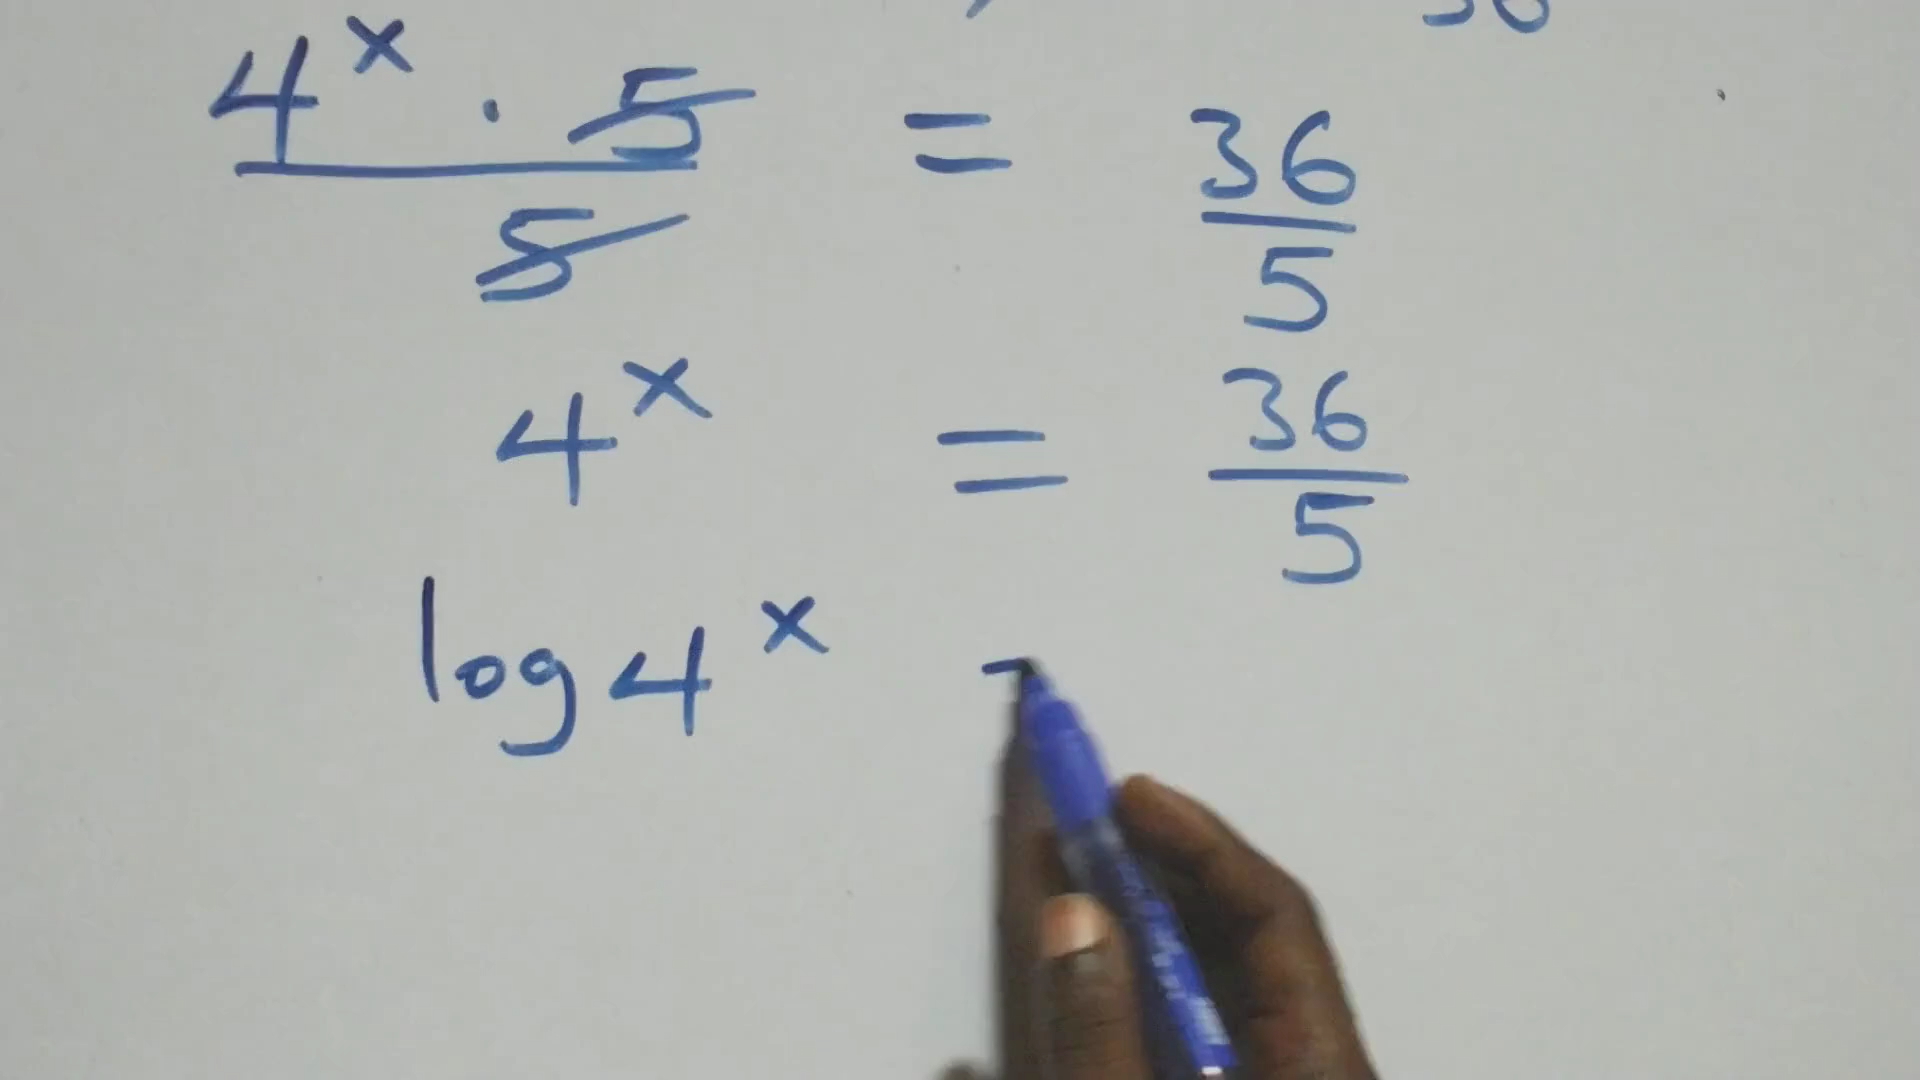 4^x · 5 / 5 = 36/5
4^x = 36/5
log 4^x